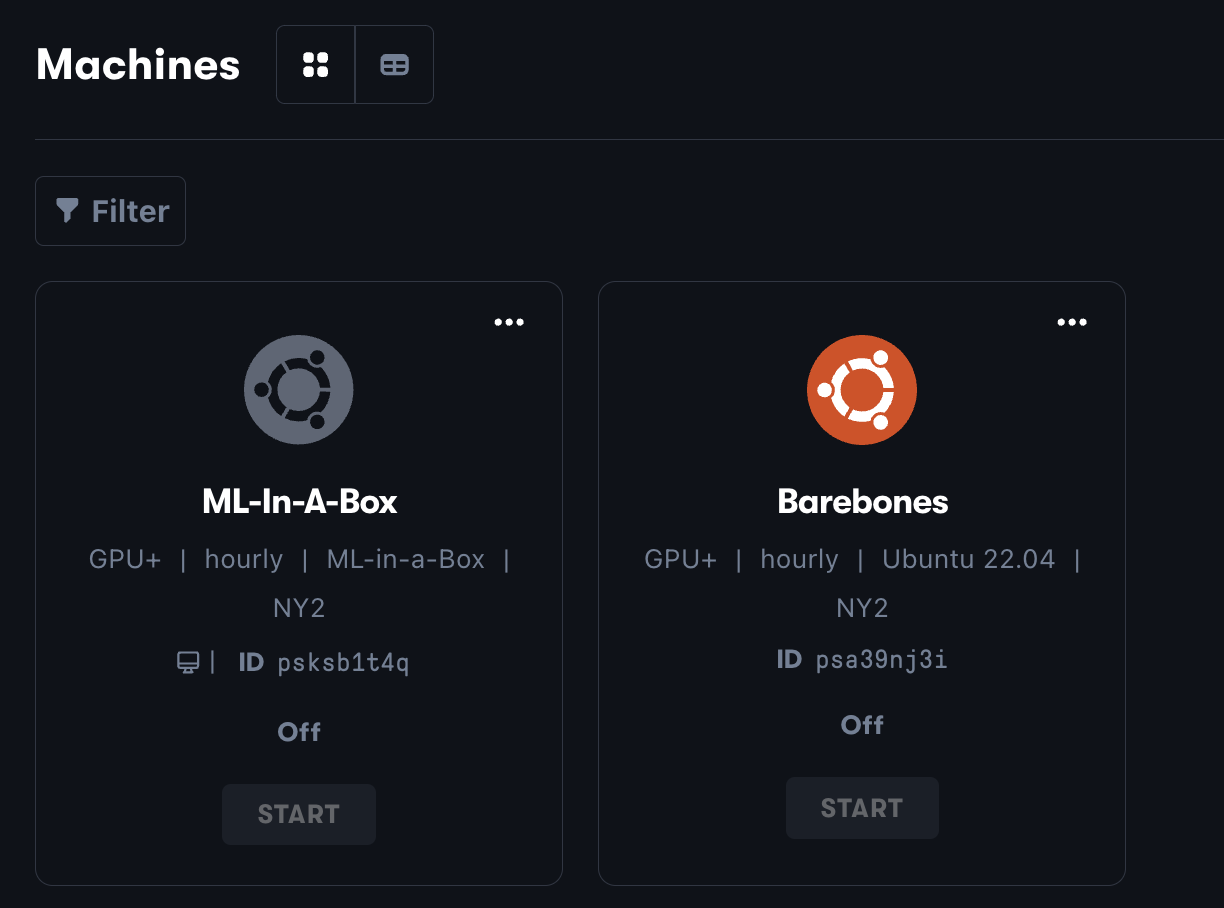 Machines
Filter
ML-In-A-Box
GPU+ | hourly | ML-in-a-Box |
NY2
| ID psksb1t4q
Off
START
Barebones
GPU+ | hourly | Ubuntu 22.04 |
NY2
ID psa39nj3i
Off
START